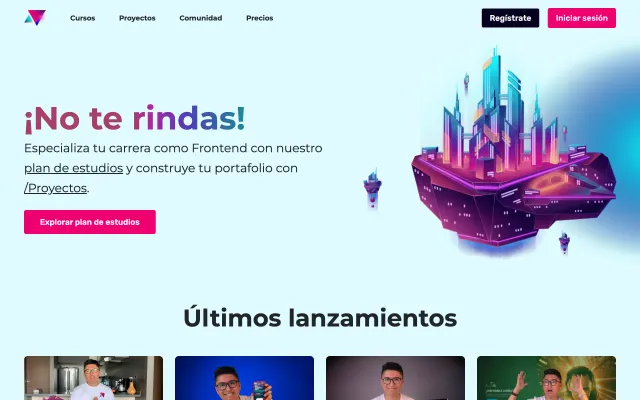 Cursos
Proyectos
Comunidad
Precios
Regístrate
Iniciar sesión
¡No te rindas!
Especializa tu carrera como Frontend con nuestro
plan de estudios y construye tu portafolio con
/Proyectos.
Explorar plan de estudios
Últimos lanzamientos